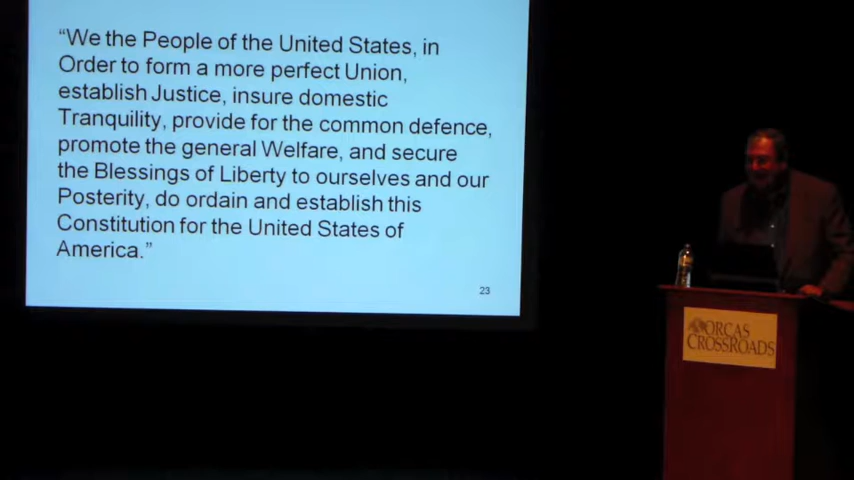 “We the People of the United States, in
Order to form a more perfect Union,
establish Justice, insure domestic
Tranquility, provide for the common defence,
promote the general Welfare, and secure
the Blessings of Liberty to ourselves and our
Posterity, do ordain and establish this
Constitution for the United States of
America.”
23
ORCAS
CROSSROADS